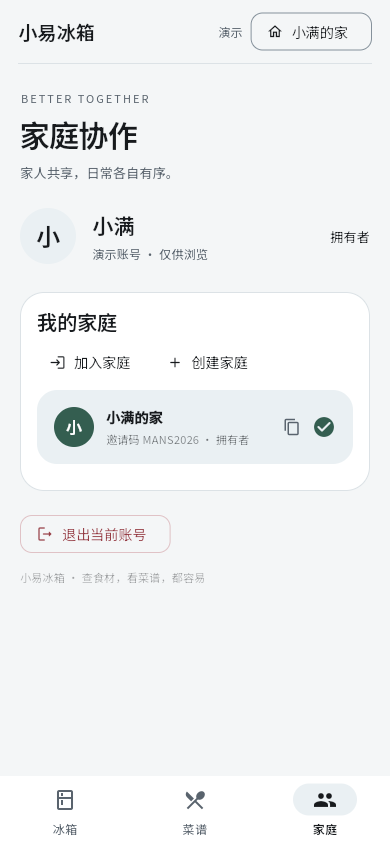 小易冰箱
演示
小满的家
BETTER TOGETHER
家庭协作
家人共享，日常各自有序。
小
小满
演示账号 · 仅供浏览
拥有者
我的家庭
加入家庭
创建家庭
小
小满的家
邀请码 MANS2026 · 拥有者
退出当前账号
小易冰箱 · 查食材，看菜谱，都容易
冰箱
菜谱
家庭